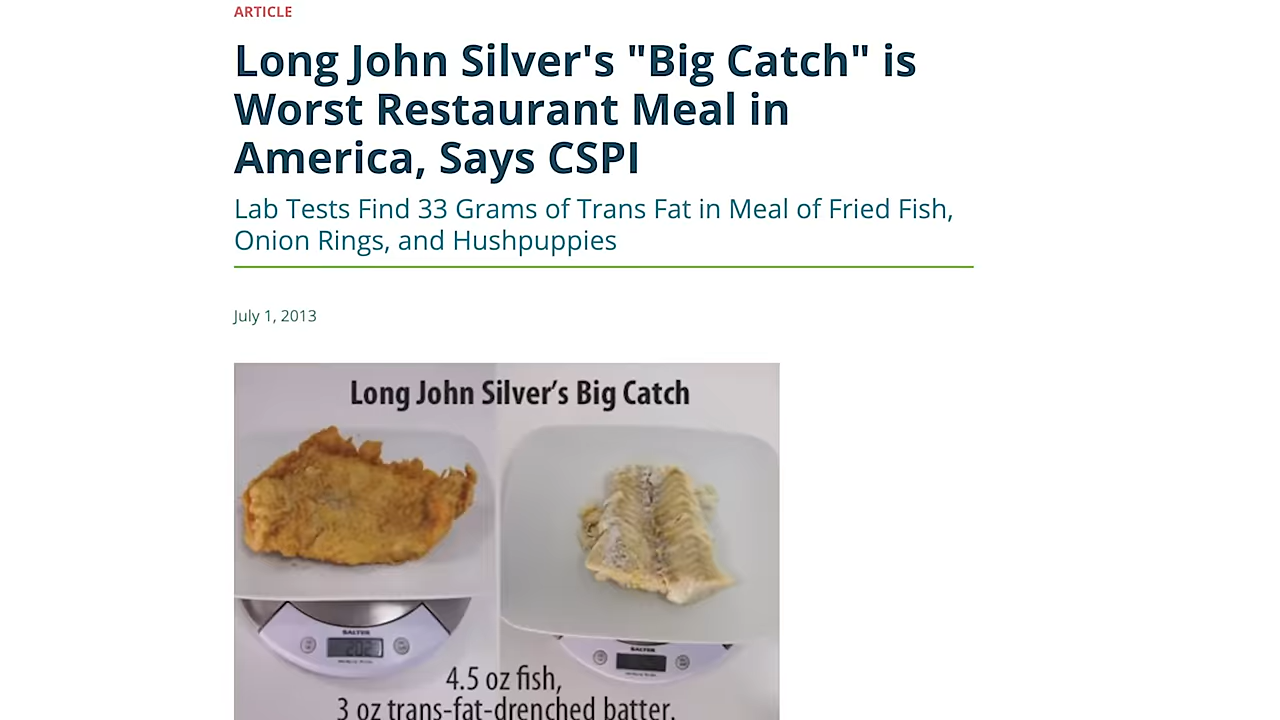 ARTICLE
Long John Silver's "Big Catch" is
Worst Restaurant Meal in
America, Says CSPI
Lab Tests Find 33 Grams of Trans Fat in Meal of Fried Fish,
Onion Rings, and Hushpuppies
July 1, 2013
Long John Silver’s Big Catch
SALTER
SALTER
4.5 oz fish,
3 oz trans-fat-drenched batter.